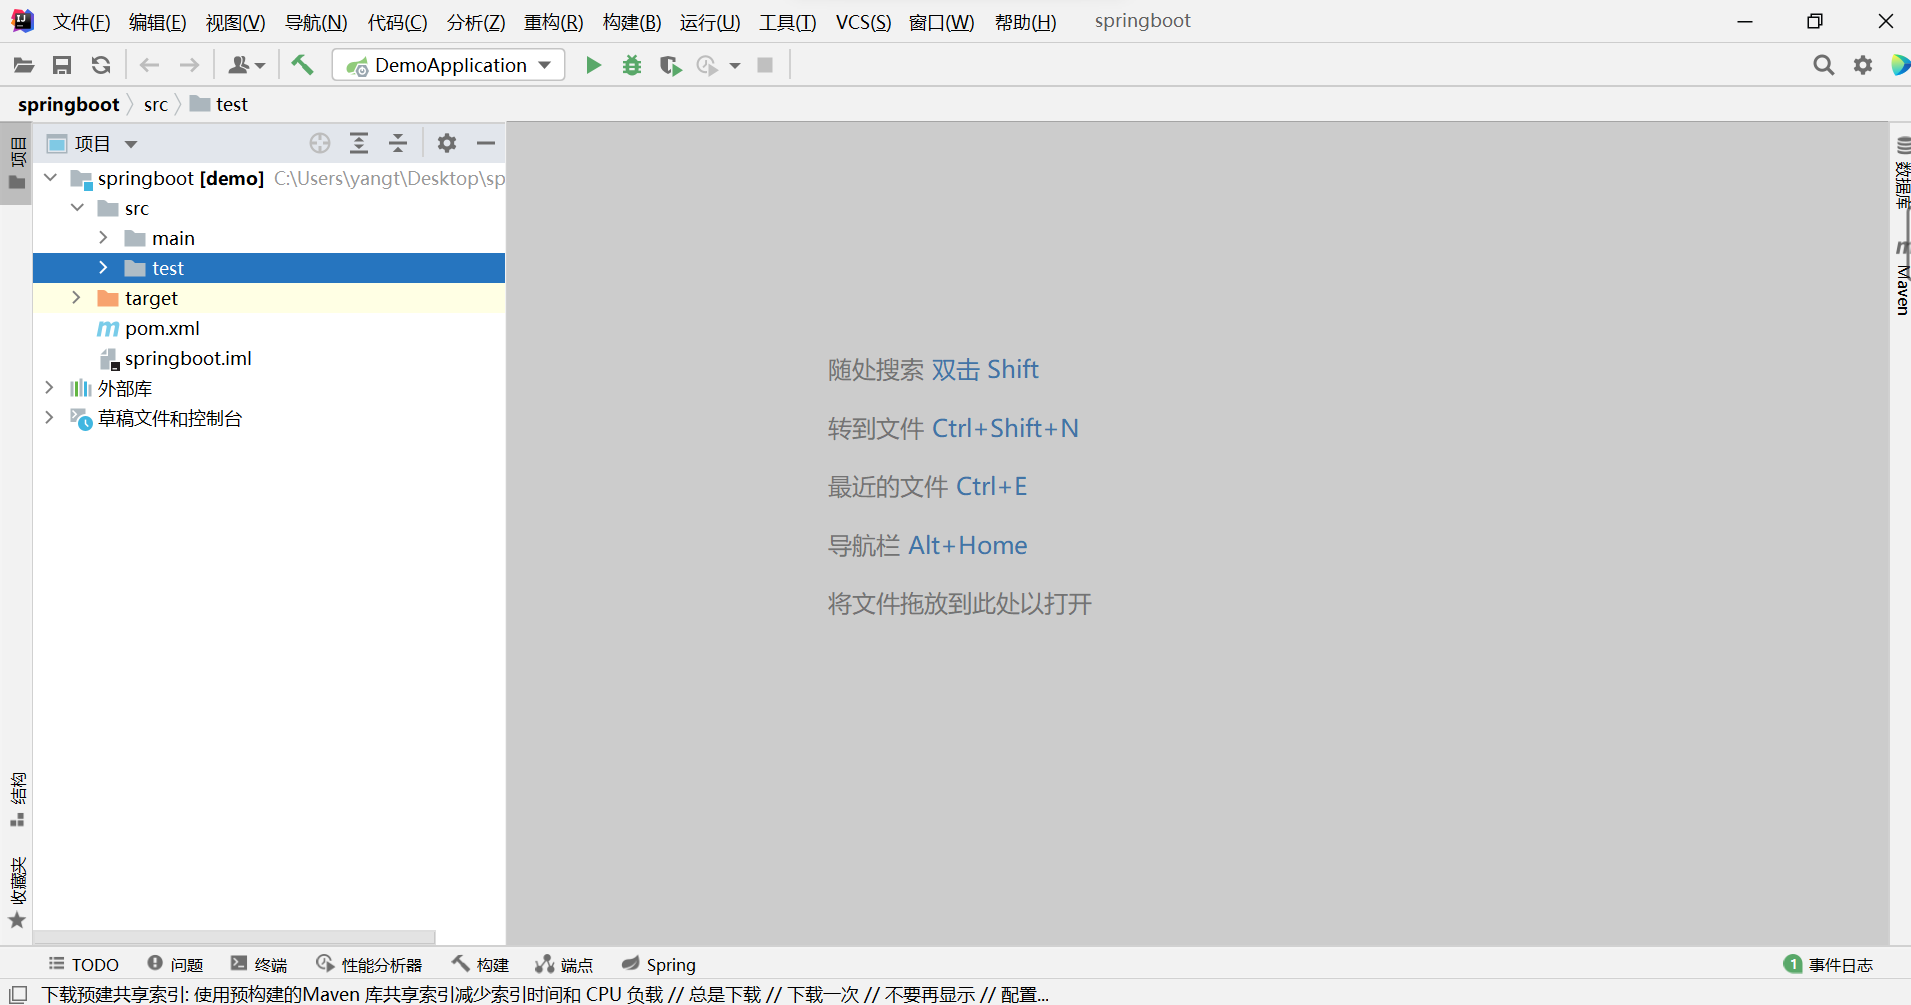 文件(F) 编辑(E) 视图(V) 导航(N) 代码(C) 分析(Z) 重构(R) 构建(B) 运行(U) 工具(T) VCS(S) 窗口(W) 帮助(H) springboot
DemoApplication
springboot src test
项目
项目
springboot [demo] C:\Users\yangt\Desktop\sp
src
main
test
target
pom.xml
springboot.iml
外部库
草稿文件和控制台
随处搜索 双击 Shift
转到文件 Ctrl+Shift+N
最近的文件 Ctrl+E
导航栏 Alt+Home
将文件拖放到此处以打开
数据库
Maven
结构
收藏夹
TODO 问题 终端 性能分析器 构建 端点 Spring 1 事件日志
下载预建共享索引: 使用预构建的Maven 库共享索引减少索引时间和 CPU 负载 // 总是下载 // 下载一次 // 不要再显示 // 配置...